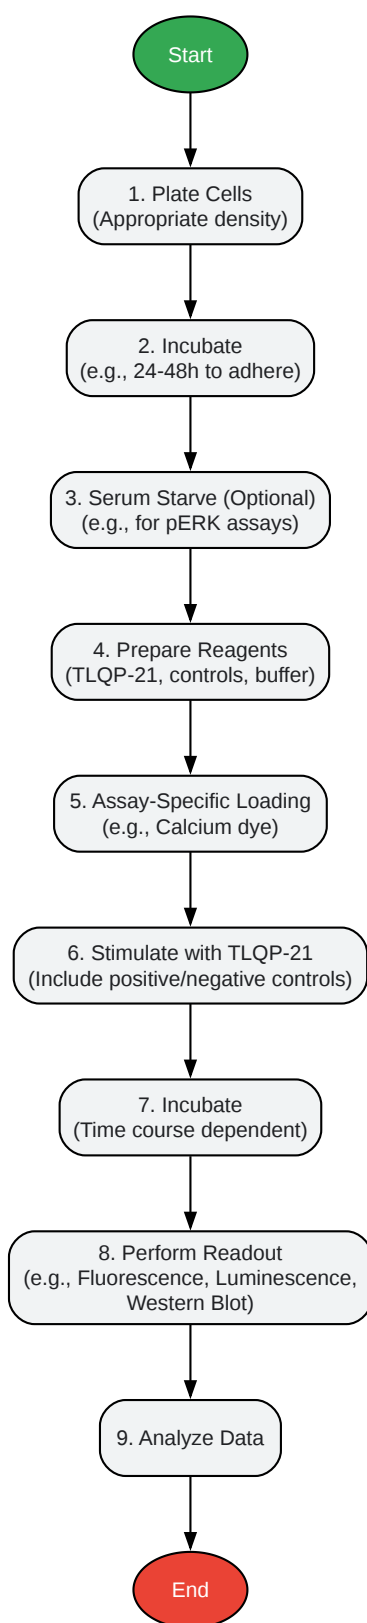 Start
1. Plate Cells
(Appropriate density)
2. Incubate
(e.g., 24-48h to adhere)
3. Serum Starve (Optional)
(e.g., for pERK assays)
4. Prepare Reagents
(TLQP-21, controls, buffer)
5. Assay-Specific Loading
(e.g., Calcium dye)
6. Stimulate with TLQP-21
(Include positive/negative controls)
7. Incubate
(Time course dependent)
8. Perform Readout
(e.g., Fluorescence, Luminescence,
Western Blot)
9. Analyze Data
End